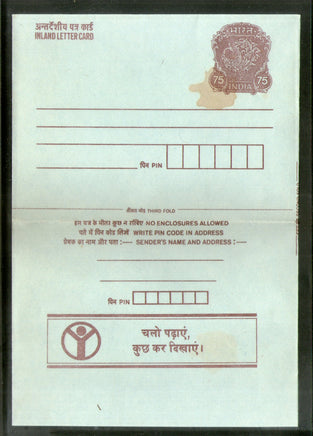 अन्तर्देशीय पत्र कार्ड
INLAND LETTER CARD
भारत
75 75
INDIA
पिन PIN
तीसरा मोड़ THIRD FOLD
इस पत्र के भीतर कुछ न रखिये NO ENCLOSURES ALLOWED
पते में पिन कोड लिखें WRITE PIN CODE IN ADDRESS
प्रेषक का नाम और पता :---- SENDER'S NAME AND ADDRESS :----
पिन PIN
चलो पढ़ाएं,
कुछ कर दिखाएं।